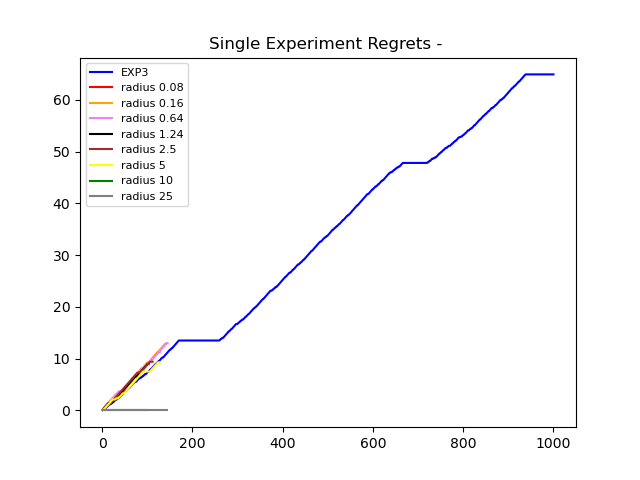 Single Experiment Regrets -
EXP3
radius 0.08
radius 0.16
radius 0.64
radius 1.24
radius 2.5
radius 5
radius 10
radius 25
60
50
40
30
20
10
0
0 200 400 600 800 1000